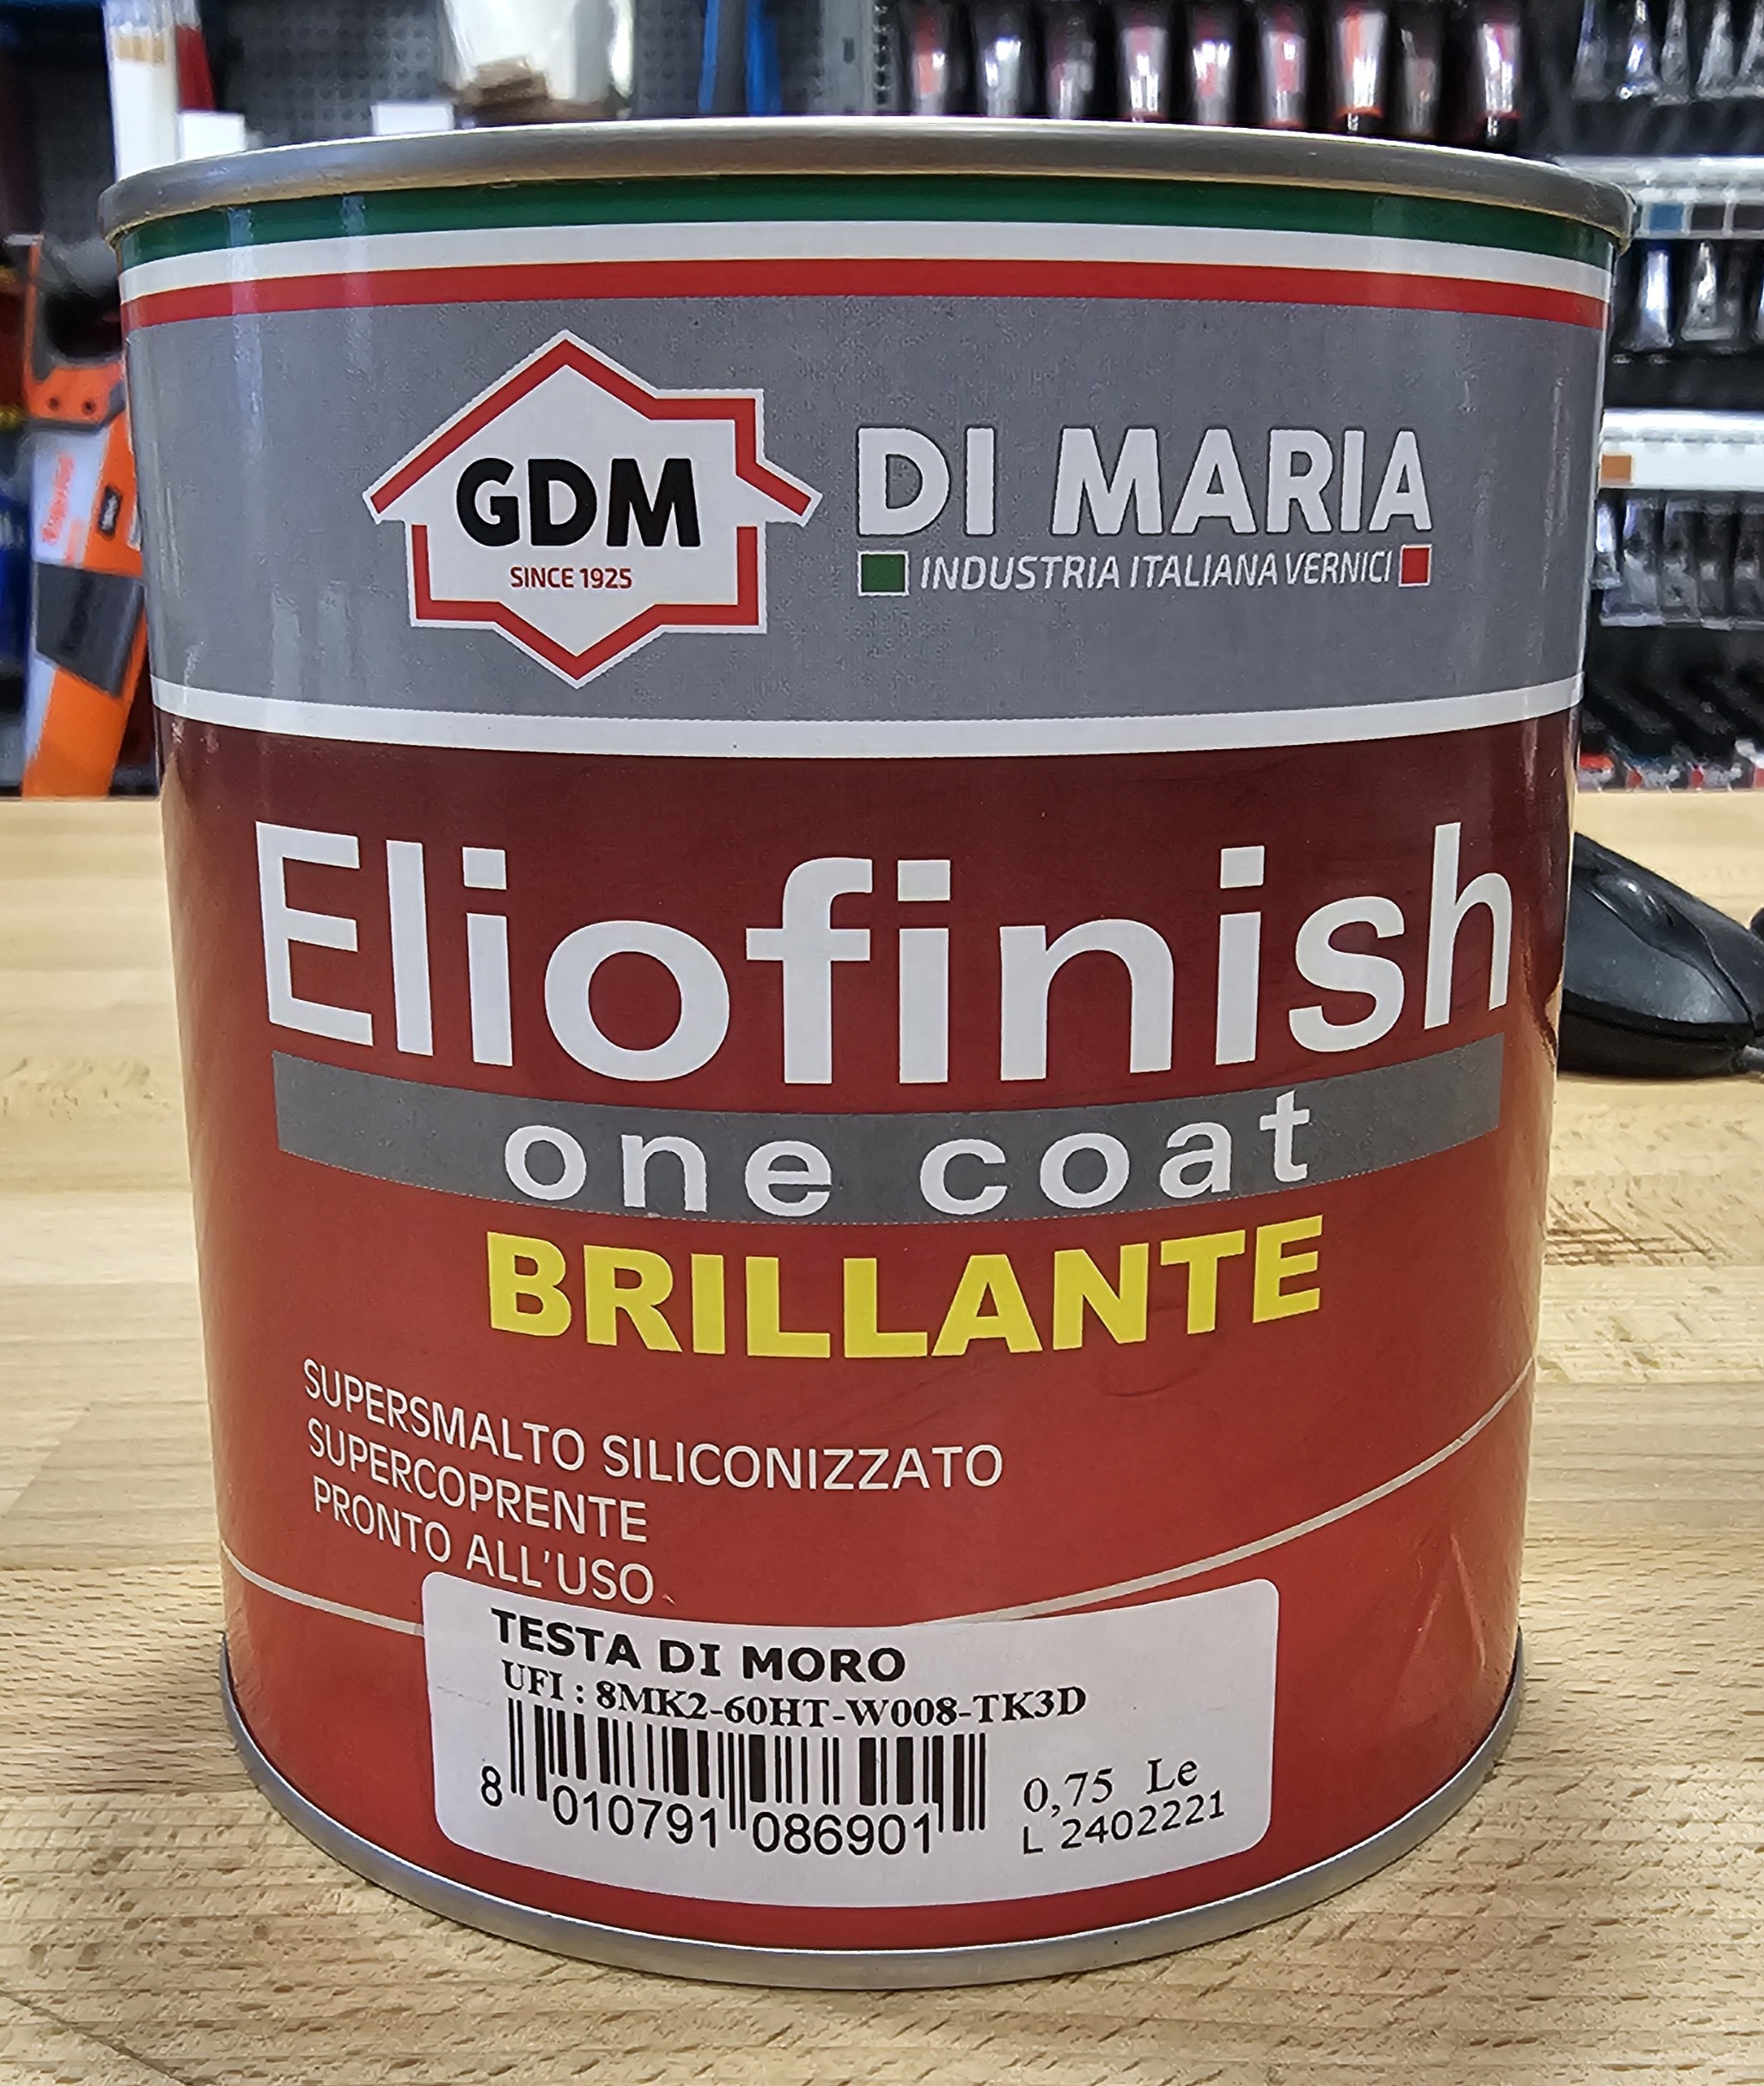 GDM
SINCE 1925
DI MARIA
INDUSTRIA ITALIANA VERNICI
Eliofinish
one coat
BRILLANTE
SUPERSMALTO SILICONIZZATO
SUPERCOPRENTE
PRONTO ALL'USO
TESTA DI MORO
UFI : 8MK2-60HT-W008-TK3D
8 010791 086901
0,75 Le
L 2402221